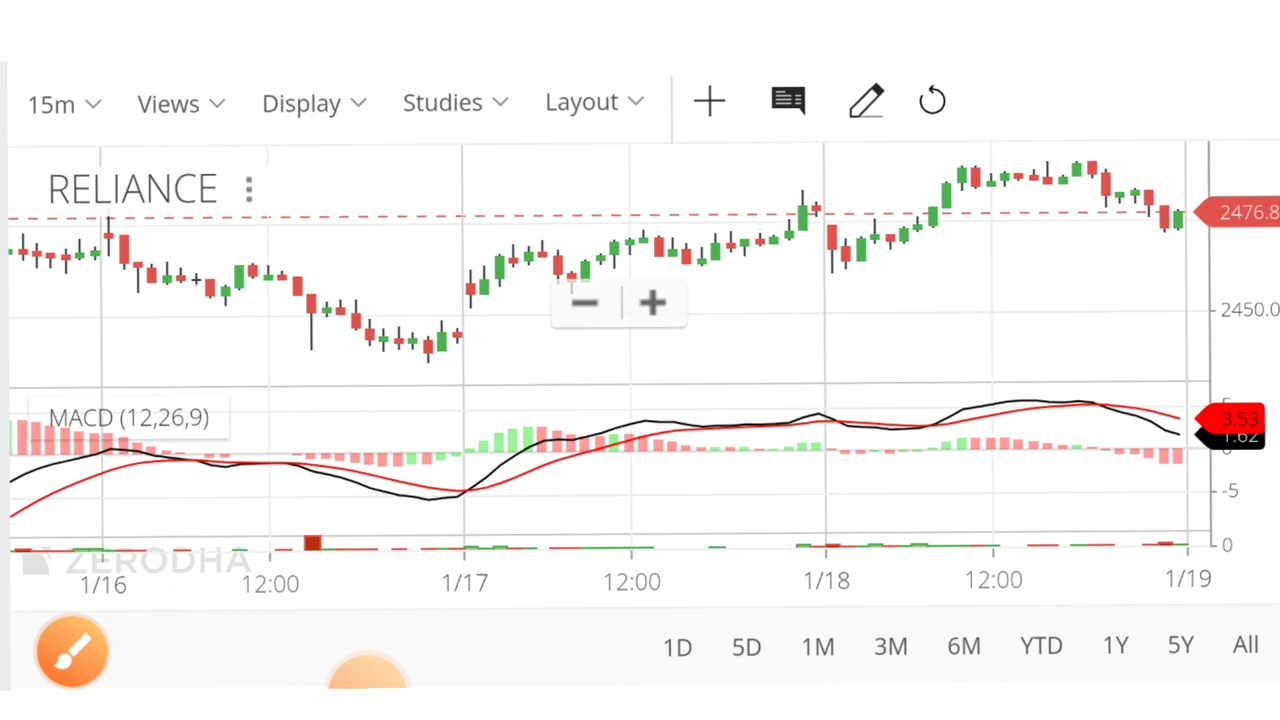 15m Views Display Studies Layout
RELIANCE
2476.8
2450.0
MACD (12,26,9)
5
3.53
1.62
0
-5
ZERODHA
0
1/16 12:00 1/17 12:00 1/18 12:00 1/19
1D 5D 1M 3M 6M YTD 1Y 5Y All